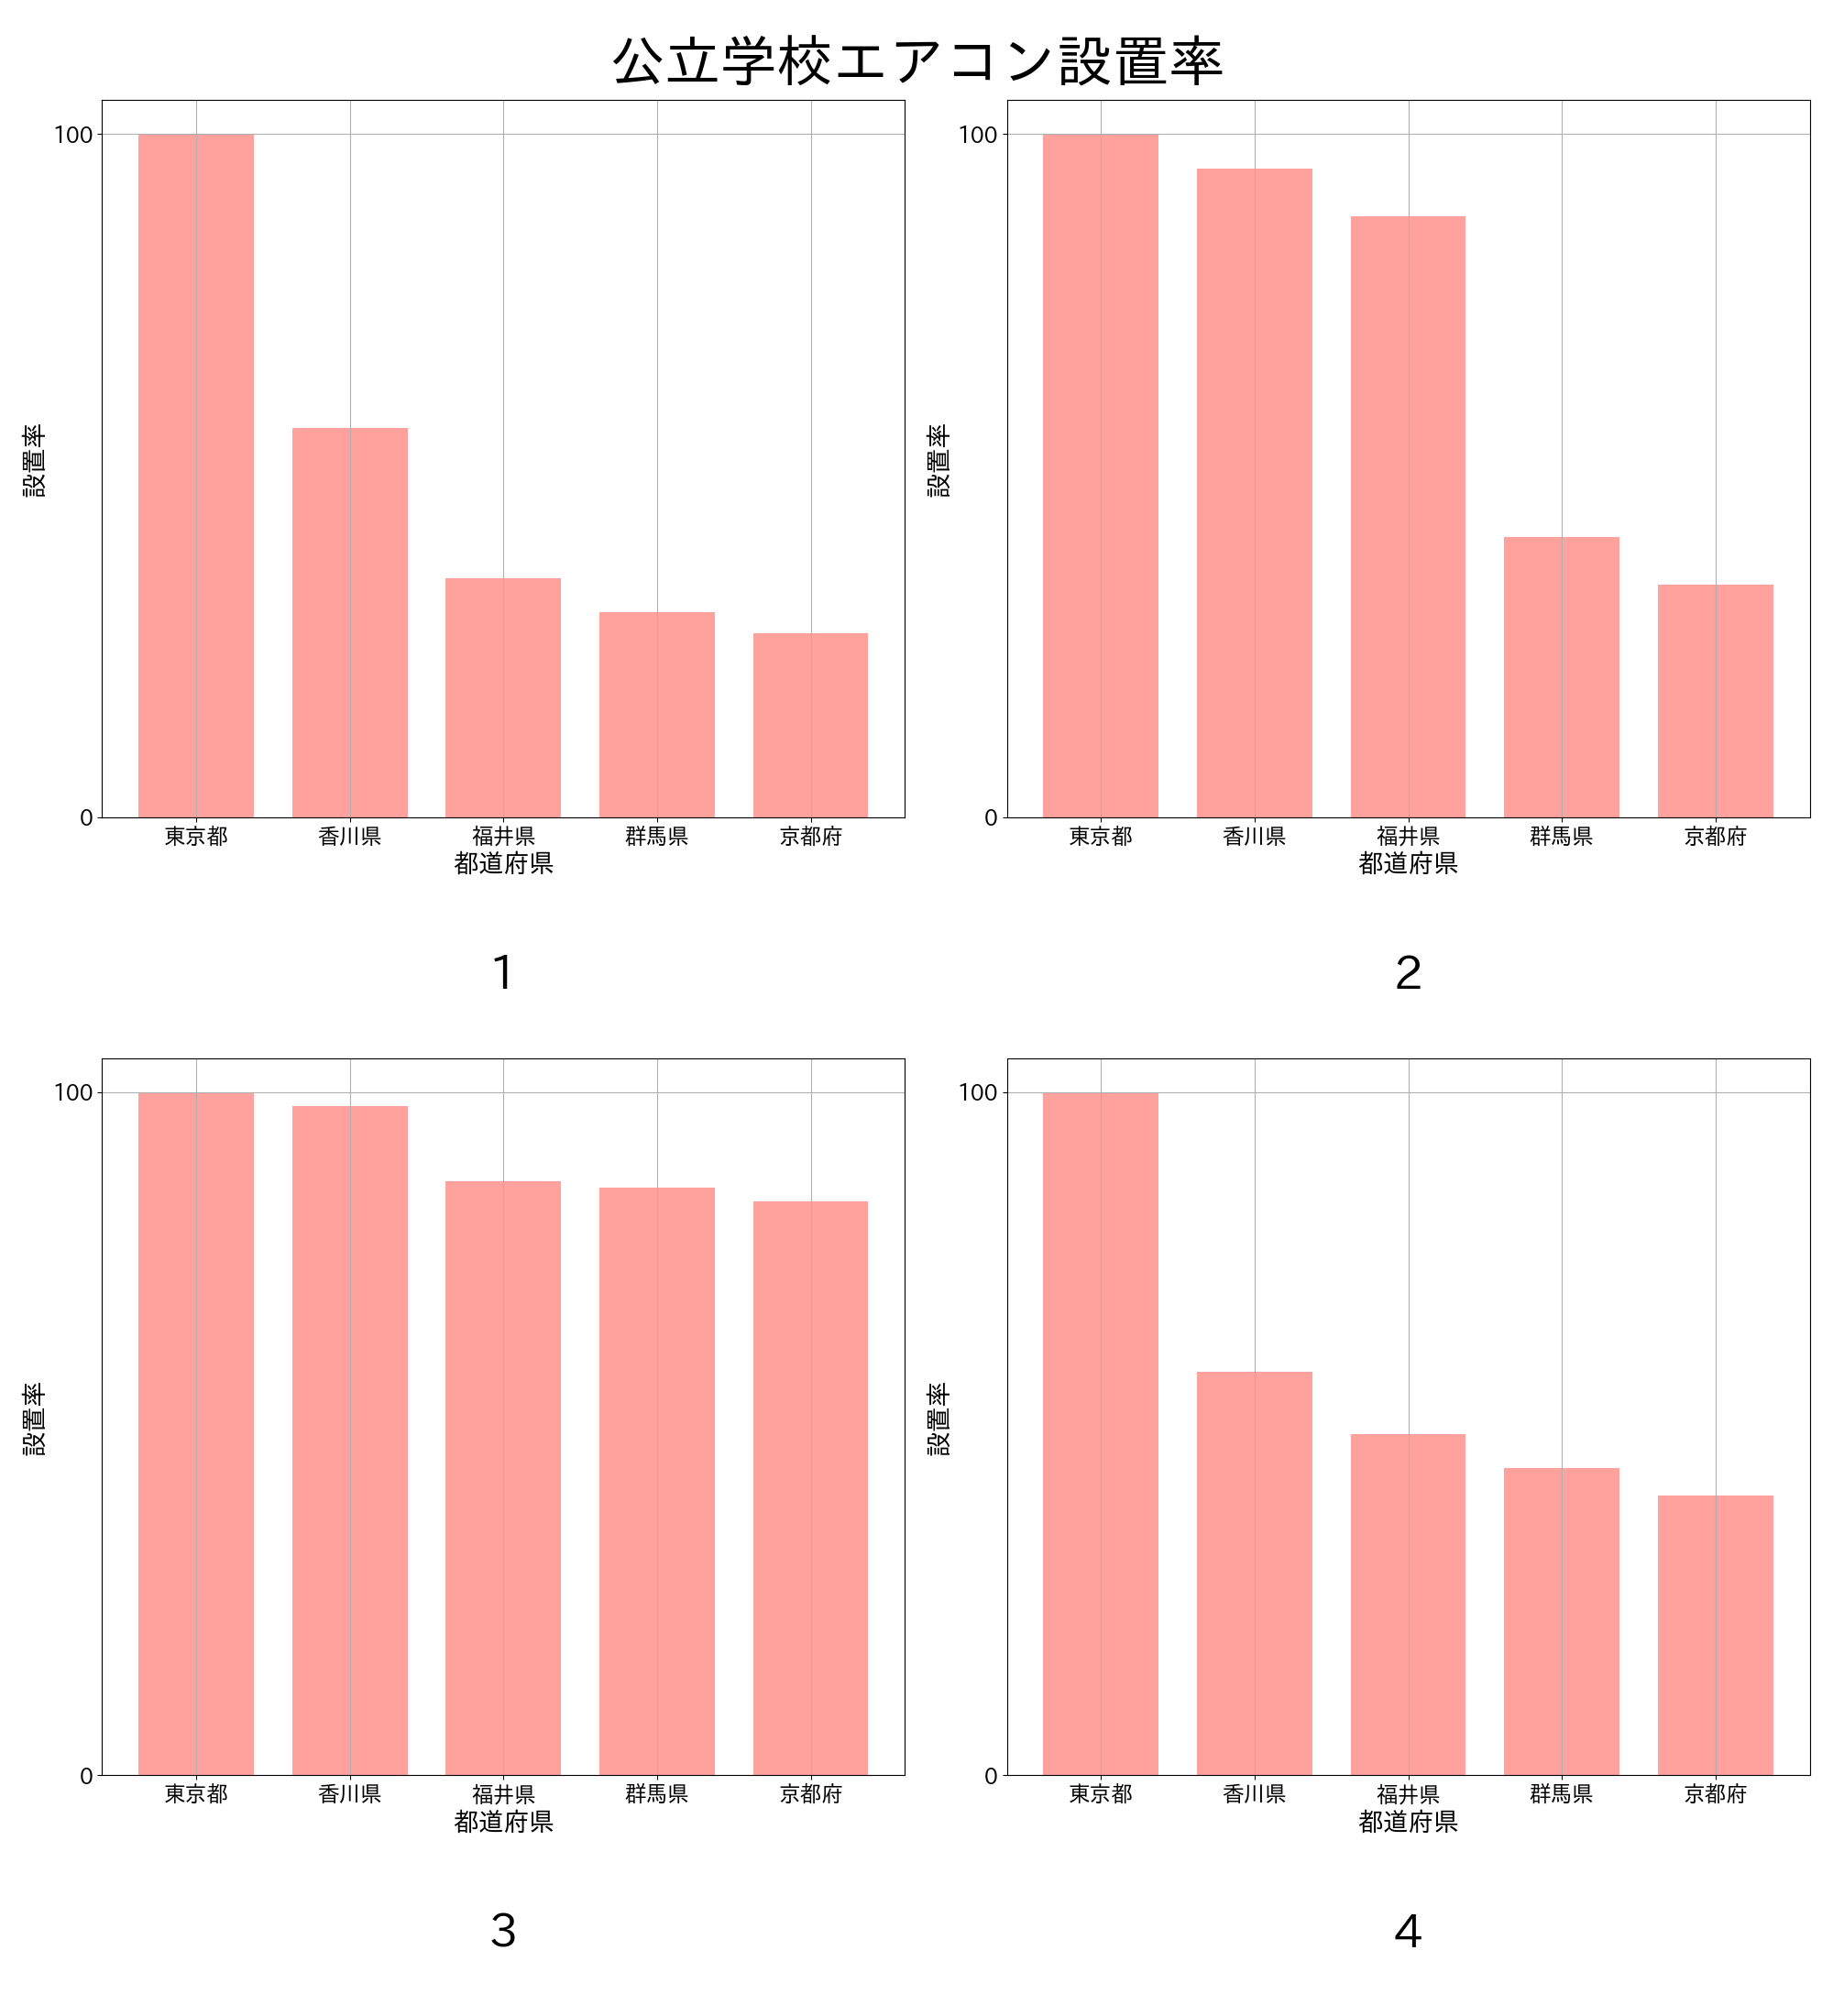 公立学校エアコン設置率
100
設置率
0
東京都 香川県 福井県 群馬県 京都府
都道府県
1
100
設置率
0
東京都 香川県 福井県 群馬県 京都府
都道府県
2
100
設置率
0
東京都 香川県 福井県 群馬県 京都府
都道府県
3
100
設置率
0
東京都 香川県 福井県 群馬県 京都府
都道府県
4